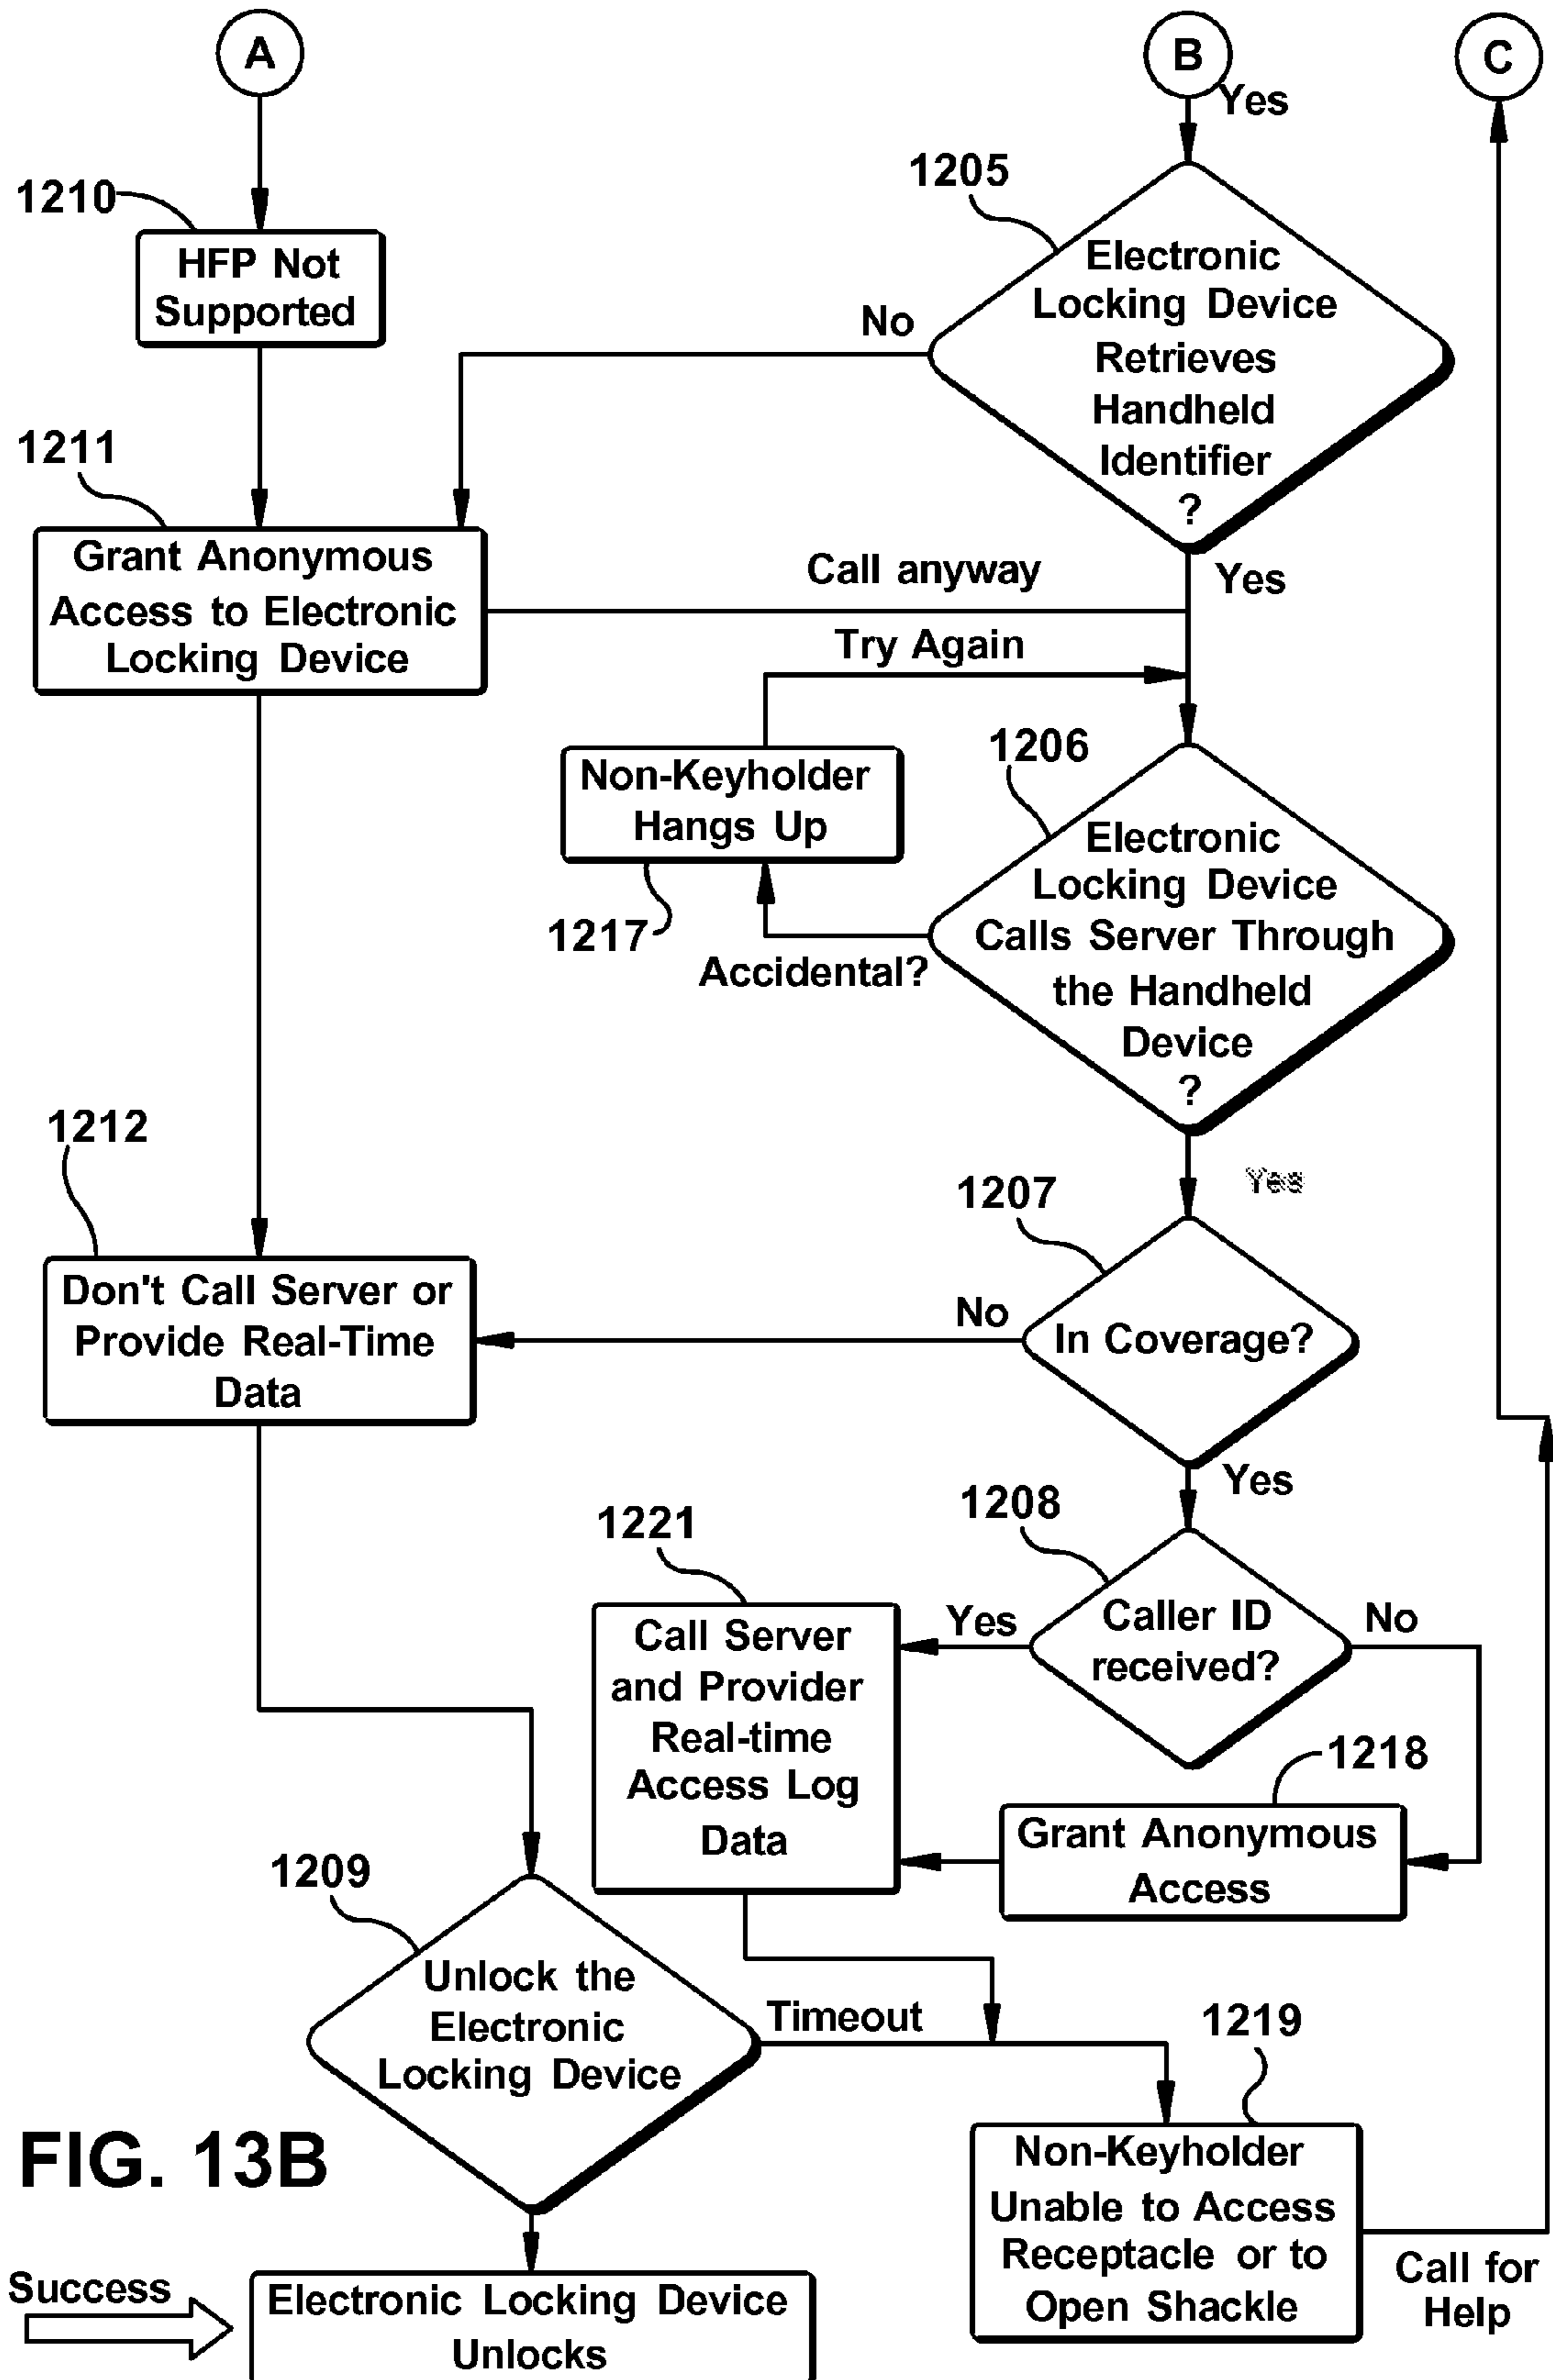 A
B
C
Yes
1205
1210
HFP Not
Supported
Electronic
Locking Device
Retrieves
Handheld
Identifier
?
No
1211
Grant Anonymous
Access to Electronic
Locking Device
Call anyway
Yes
Try Again
1206
Non-Keyholder
Hangs Up
1217
Accidental?
Electronic
Locking Device
Calls Server Through
the Handheld
Device
?
1212
Yes
1207
Don't Call Server or
Provide Real-Time
Data
No
In Coverage?
Yes
1208
1221
Call Server
and Provider
Real-time
Access Log
Data
Yes
Caller ID
received?
No
1218
Grant Anonymous
Access
1209
Unlock the
Electronic
Locking Device
Timeout
1219
Non-Keyholder
Unable to Access
Receptacle or to
Open Shackle
Call for
Help
FIG. 13B
Success
Electronic Locking Device
Unlocks